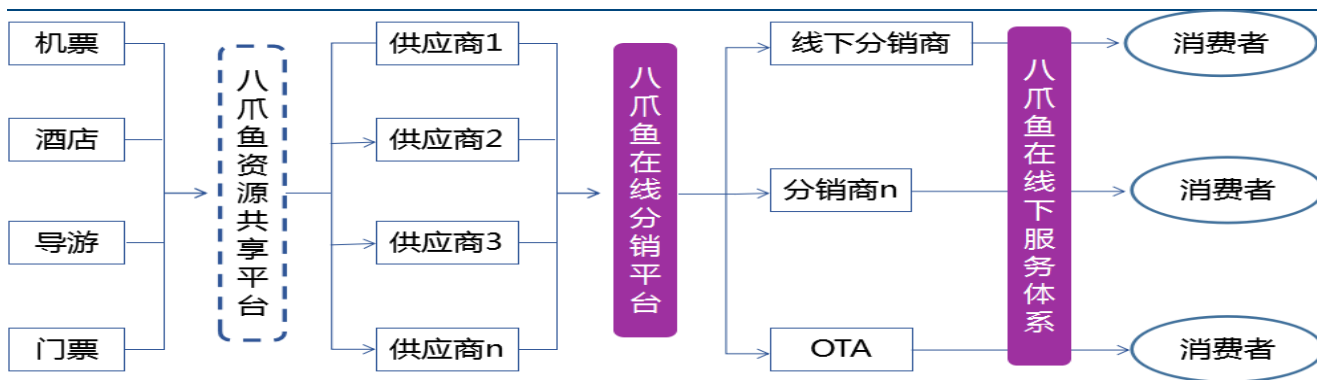 机票
酒店
导游
门票
八爪鱼资源共享平台
供应商1
供应商2
供应商3
供应商n
八爪鱼在线分销平台
线下分销商
分销商n
OTA
八爪鱼在线下服务体系
消费者
消费者
消费者